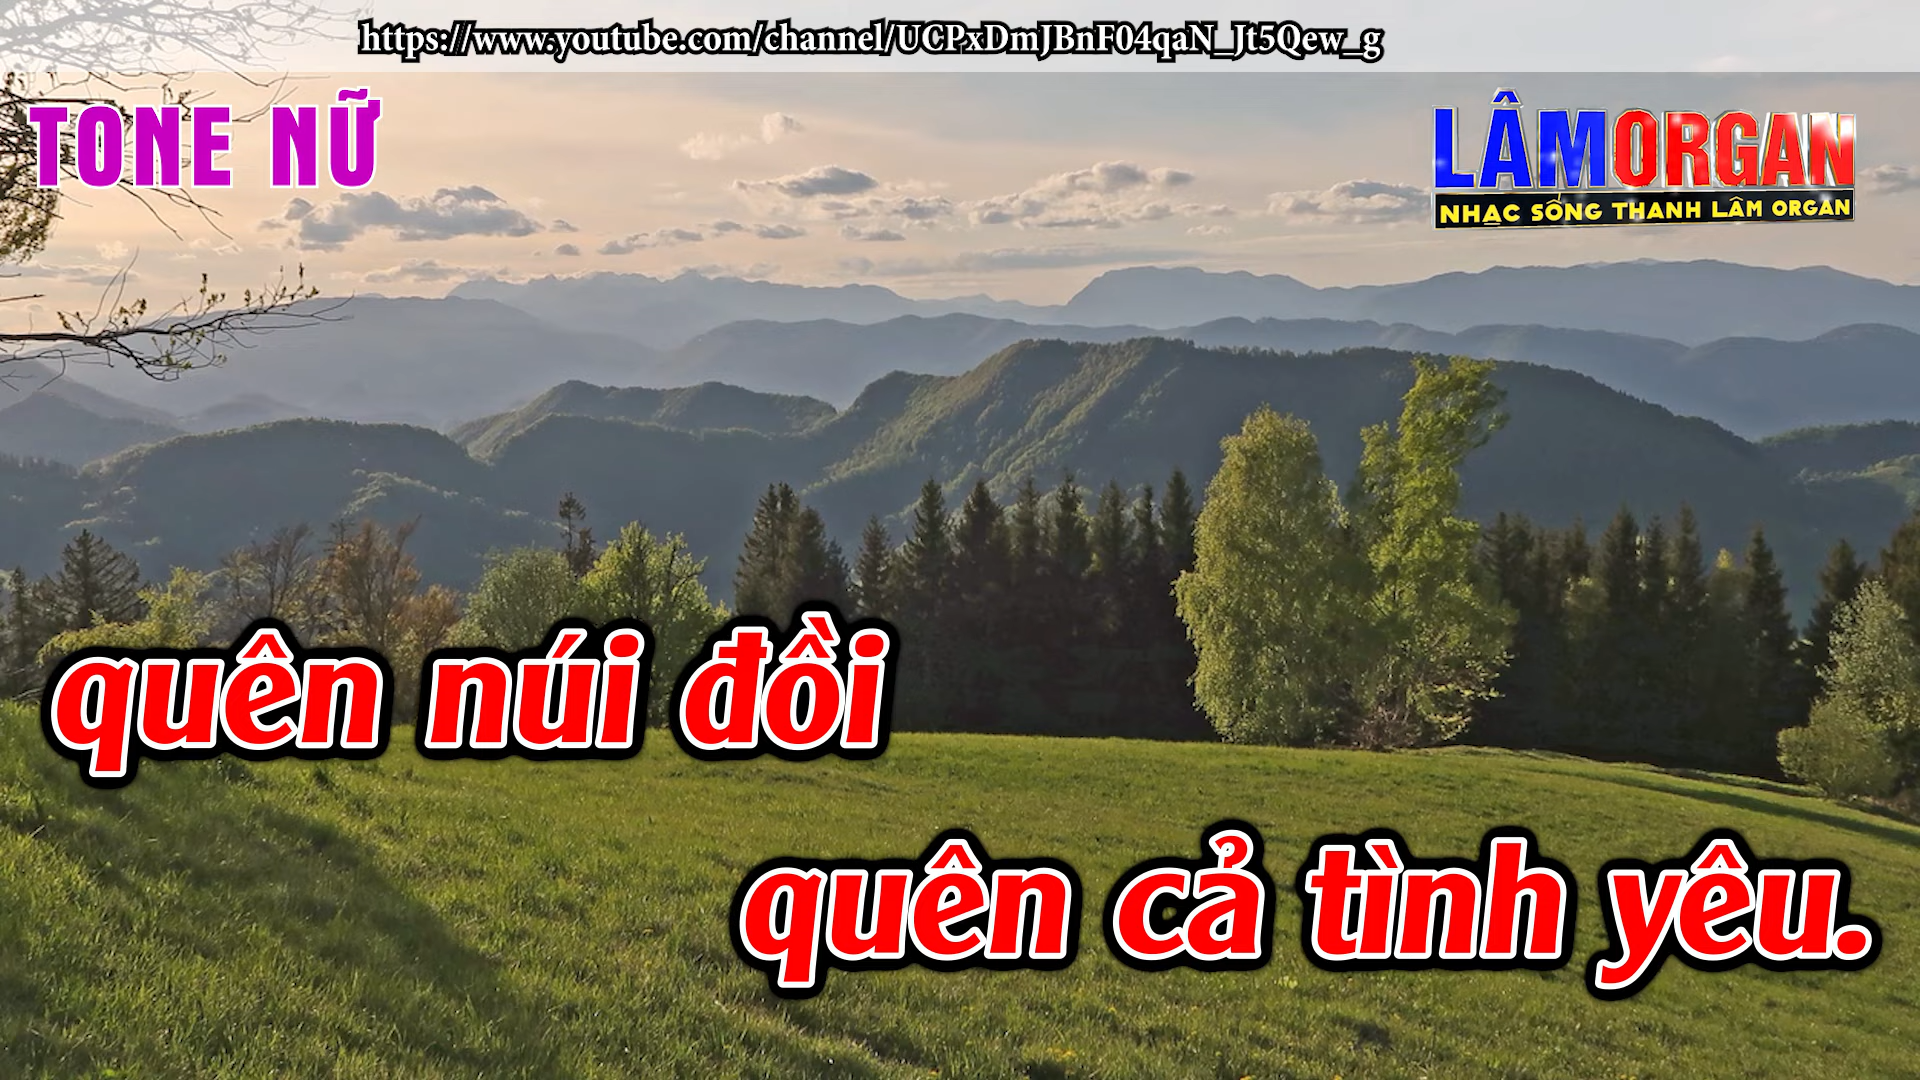 https://www.youtube.com/channel/UCPxDmJBnF04qaN_Jt5Qew_g
TONE NỮ
LÂMORGAN
NHẠC SỐNG THANH LÂM ORGAN
quên núi đồi
quên cả tình yêu.